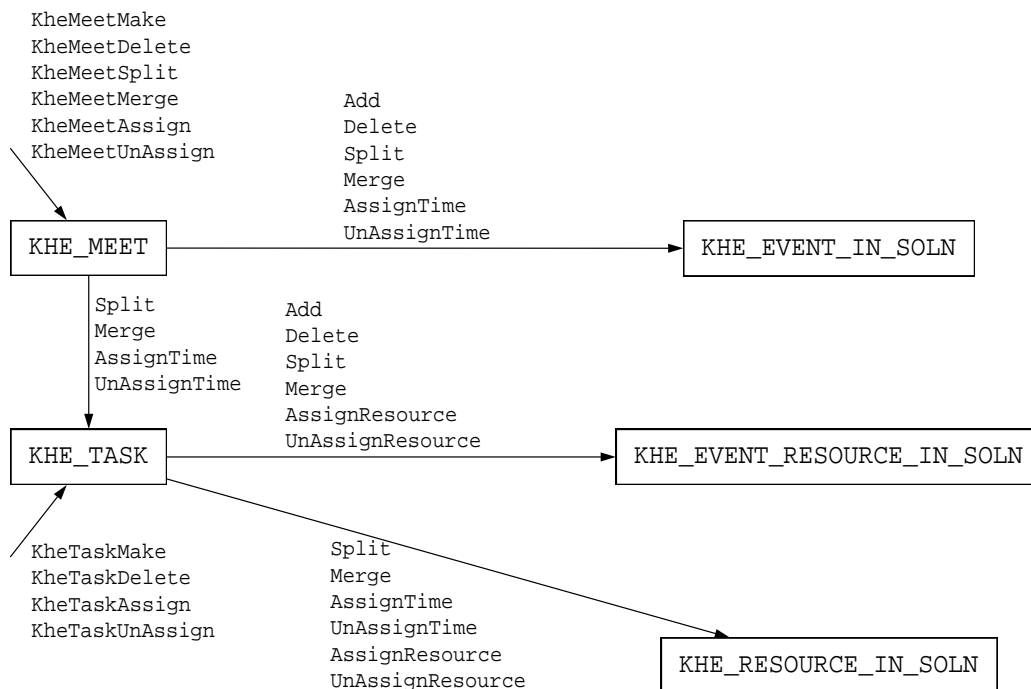 KheMeetMake
KheMeetDelete
KheMeetSplit
KheMeetMerge
KheMeetAssign
KheMeetUnAssign
Add
Delete
Split
Merge
AssignTime
UnAssignTime
KHE_MEET
KHE_EVENT_IN_SOLN
Split
Merge
AssignTime
UnAssignTime
Add
Delete
Split
Merge
AssignResource
UnAssignResource
KHE_TASK
KHE_EVENT_RESOURCE_IN_SOLN
KheTaskMake
KheTaskDelete
KheTaskAssign
KheTaskUnAssign
Split
Merge
AssignTime
UnAssignTime
AssignResource
UnAssignResource
KHE_RESOURCE_IN_SOLN